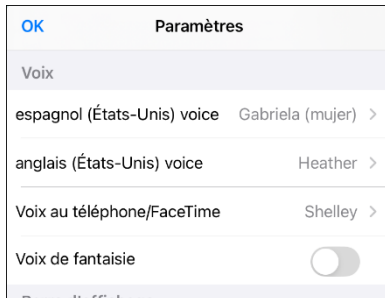 OK Paramètres
Voix
espagnol (États-Unis) voice Gabriela (mujer)
anglais (États-Unis) voice Heather
Voix au téléphone/FaceTime Shelley
Voix de fantaisie